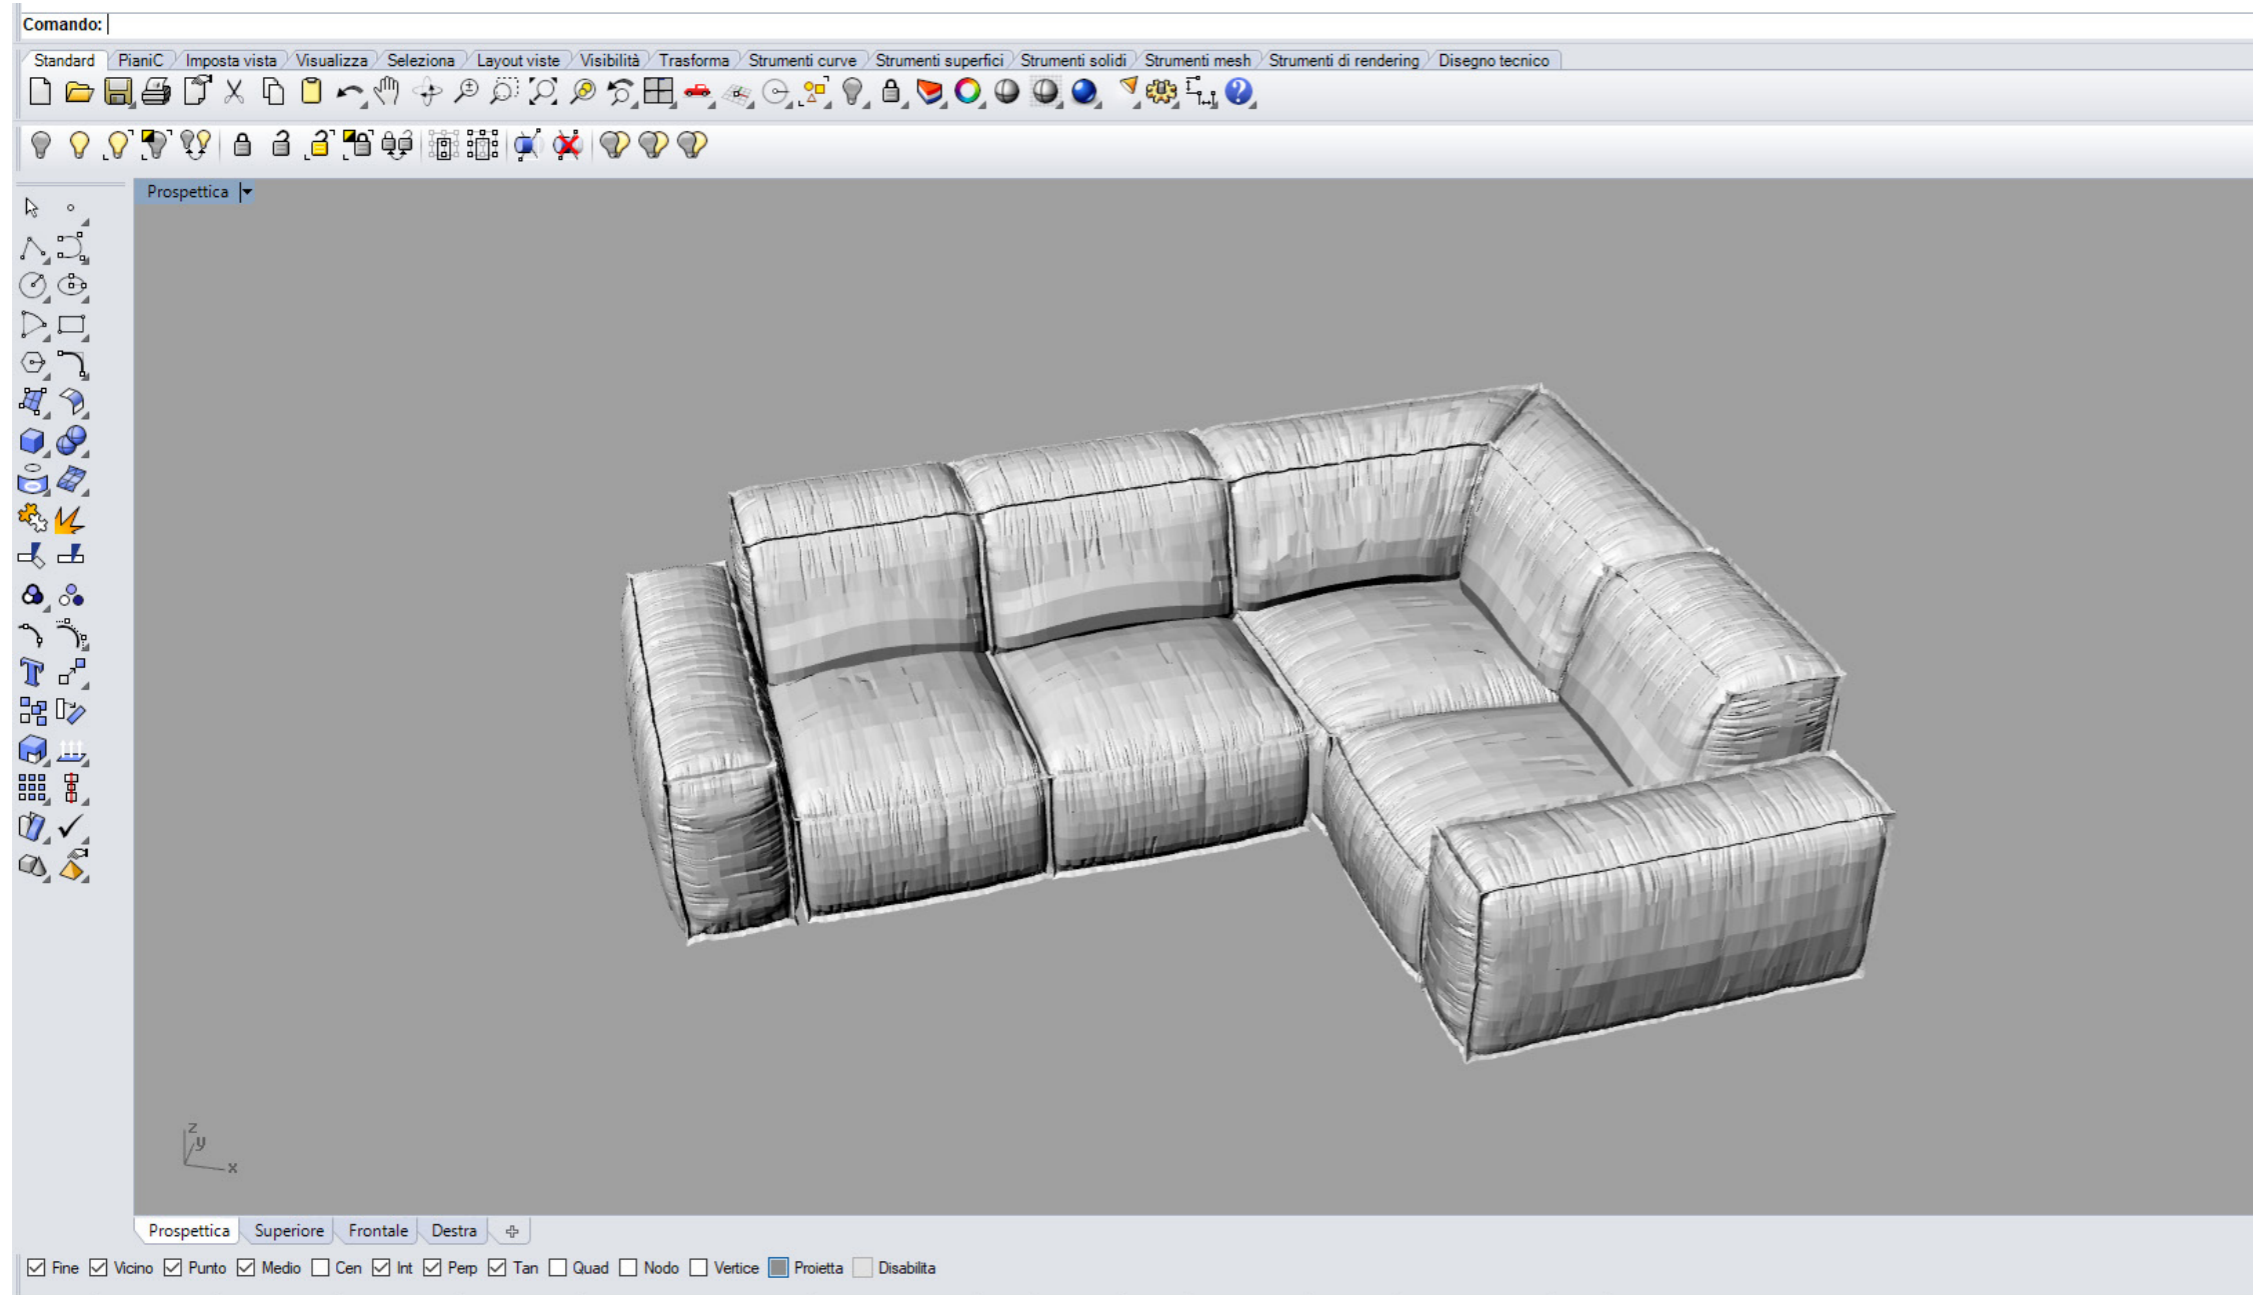 Comando:
Standard PianiC Imposta vista Visualizza Seleziona Layout viste Visibilità Trasforma Strumenti curve Strumenti superfici Strumenti solidi Strumenti mesh Strumenti di rendering Disegno tecnico
Prospettica
z
y
x
Prospettica Superiore Frontale Destra
Fine Vicino Punto Medio Cen Int Perp Tan Quad Nodo Vertice Proietta Disabilita